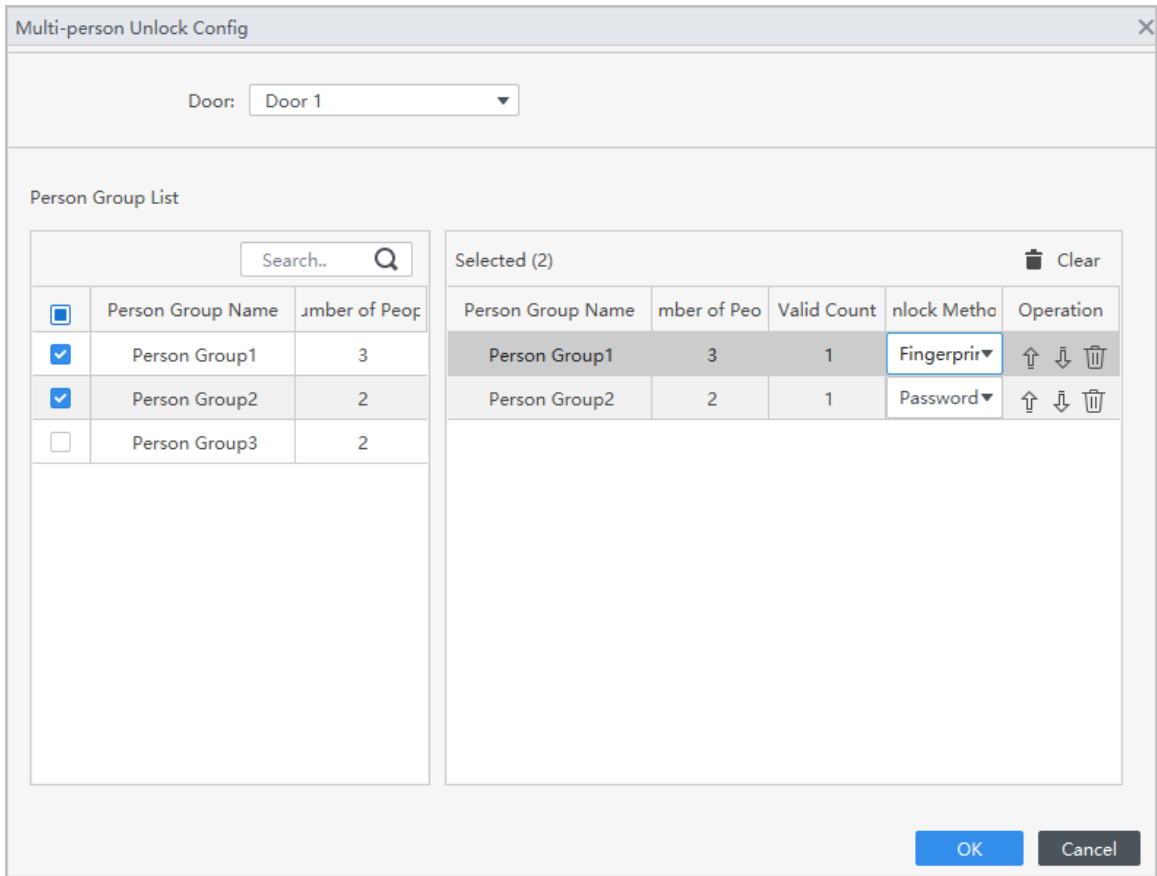 Multi-person Unlock Config
Door: Door 1
Person Group List
Search..
Person Group Name umber of Peop
Person Group1 3
Person Group2 2
Person Group3 2
Selected (2) Clear
Person Group Name mber of Peo Valid Count nlock Metho Operation
Person Group1 3 1 Fingerprin
Person Group2 2 1 Password
OK Cancel